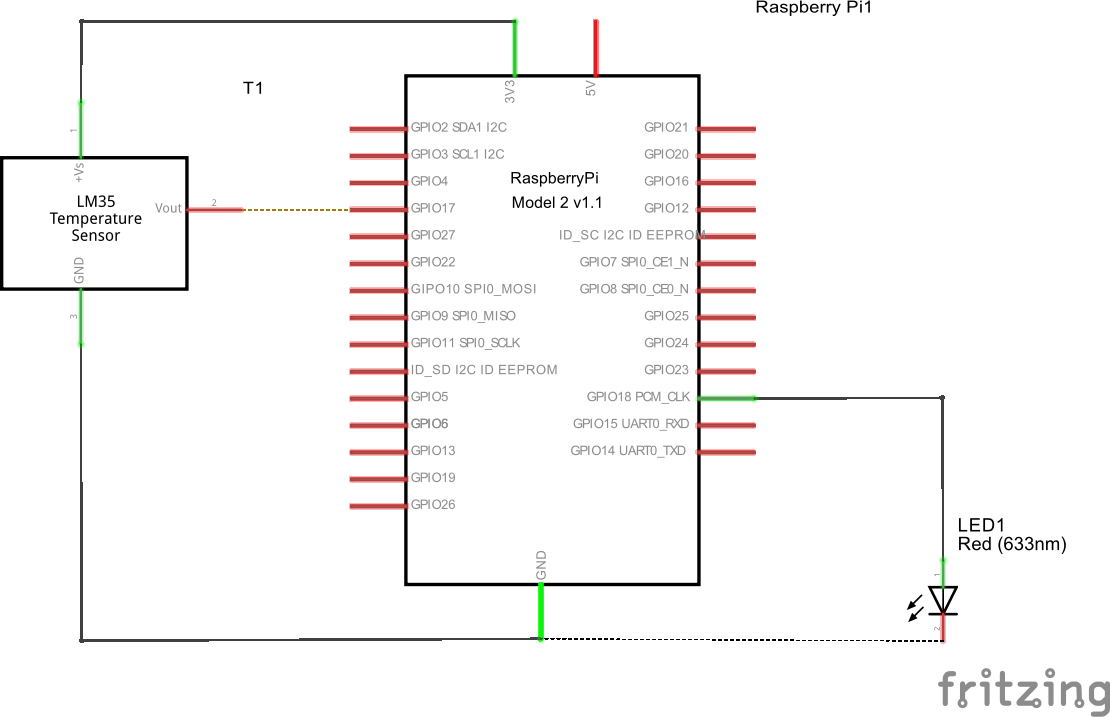 Raspberry Pi1
T1
3V3
5V
GPIO2 SDA1 I2C
GPIO21
GPIO3 SCL1 I2C
GPIO20
1
+Vs
GPIO4
RaspberryPi
GPIO16
LM35
Temperature
Sensor
Vout
2
GPIO17
Model 2 v1.1
GPIO12
GPIO27
ID_SC I2C ID EEPROM
GND
GPIO22
GPIO7 SPI0_CE1_N
GIPO10 SPI0_MOSI
GPIO8 SPI0_CE0_N
3
GPIO9 SPI0_MISO
GPIO25
GPIO11 SPI0_SCLK
GPIO24
ID_SD I2C ID EEPROM
GPIO23
GPIO5
GPIO18 PCM_CLK
GPIO6
GPIO15 UART0_RXD
GPIO13
GPIO14 UART0_TXD
GPIO19
GPIO26
LED1
Red (633nm)
GND
1
2
fritzing